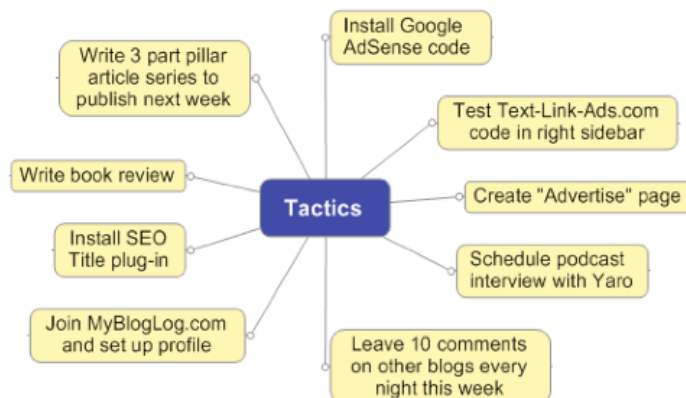 Install Google
AdSense code
Write 3 part pillar
article series to
publish next week
Test Text-Link-Ads.com
code in right sidebar
Write book review
Tactics
Create "Advertise" page
Install SEO
Title plug-in
Schedule podcast
interview with Yaro
Join MyBlogLog.com
and set up profile
Leave 10 comments
on other blogs every
night this week